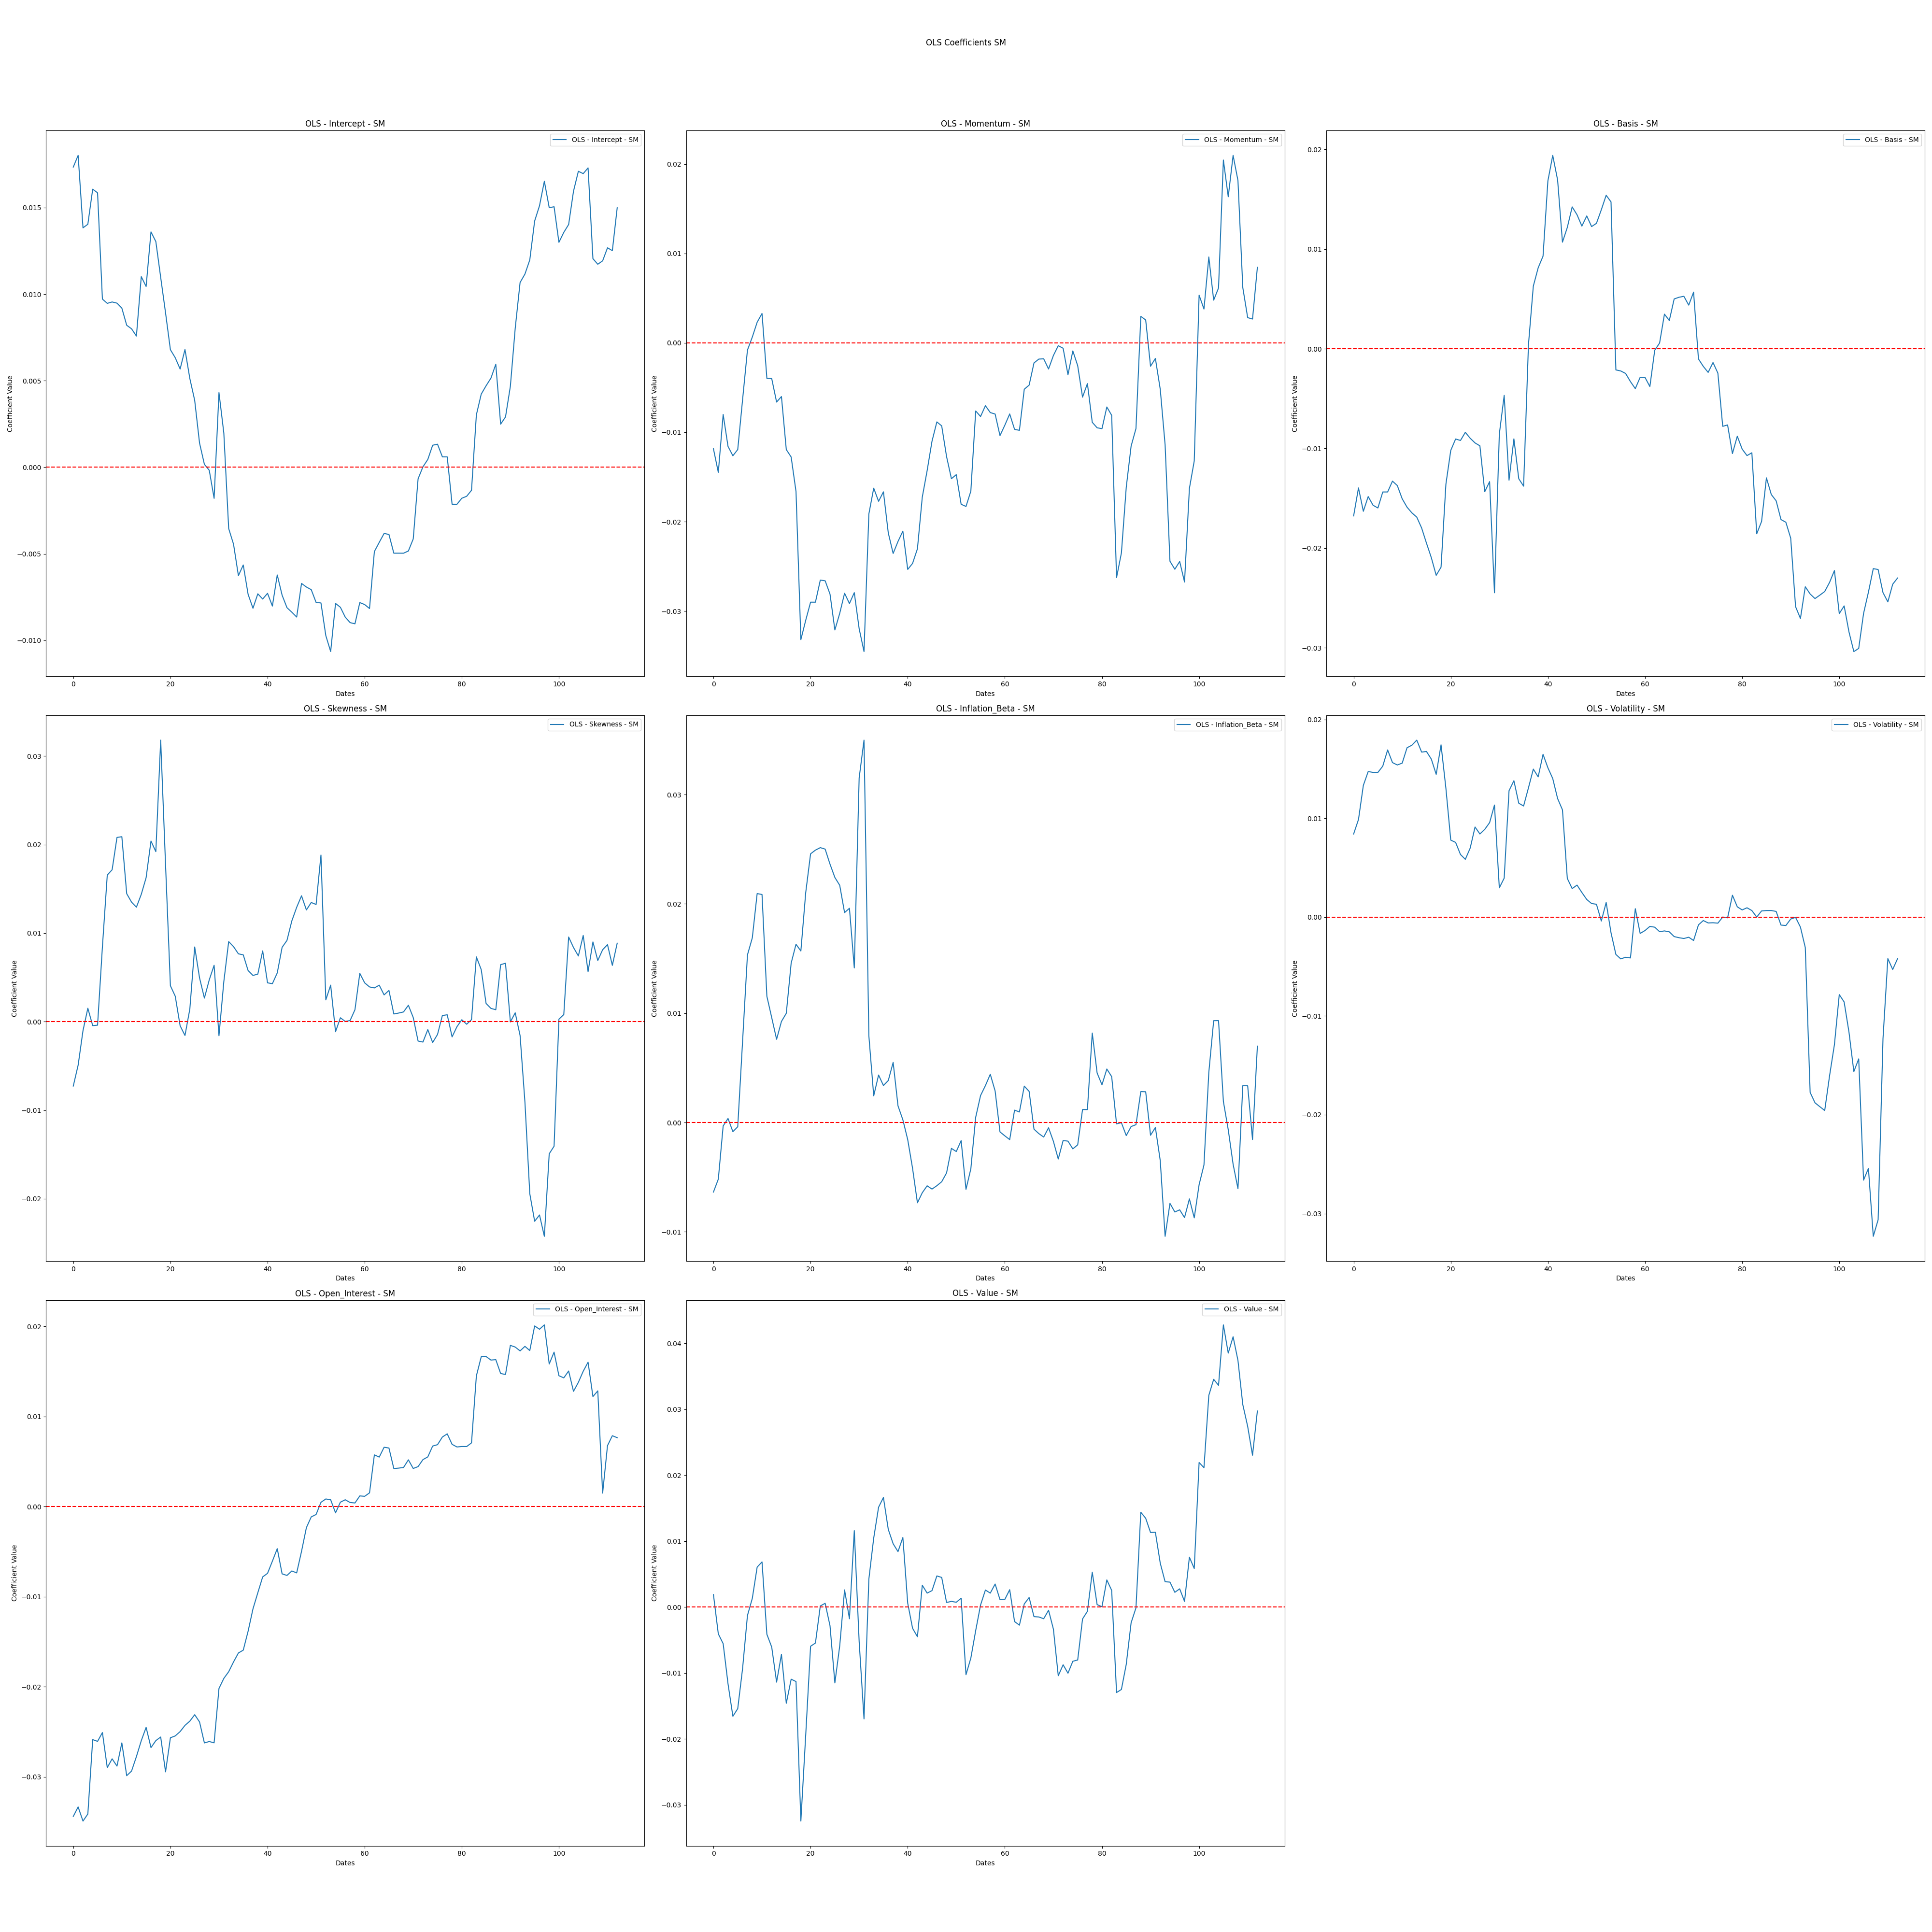 OLS Coefficients SM
OLS - Intercept - SM
OLS - Intercept - SM
Coefficient Value
0.015
0.010
0.005
0.000
−0.005
−0.010
0 20 40 60 80 100
Dates
OLS - Momentum - SM
OLS - Momentum - SM
Coefficient Value
0.02
0.01
0.00
−0.01
−0.02
−0.03
0 20 40 60 80 100
Dates
OLS - Basis - SM
OLS - Basis - SM
Coefficient Value
0.02
0.01
0.00
−0.01
−0.02
−0.03
0 20 40 60 80 100
Dates
OLS - Skewness - SM
OLS - Skewness - SM
Coefficient Value
0.03
0.02
0.01
0.00
−0.01
−0.02
0 20 40 60 80 100
Dates
OLS - Inflation_Beta - SM
OLS - Inflation_Beta - SM
Coefficient Value
0.03
0.02
0.01
0.00
−0.01
0 20 40 60 80 100
Dates
OLS - Volatility - SM
OLS - Volatility - SM
Coefficient Value
0.02
0.01
0.00
−0.01
−0.02
−0.03
0 20 40 60 80 100
Dates
OLS - Open_Interest - SM
OLS - Open_Interest - SM
Coefficient Value
0.02
0.01
0.00
−0.01
−0.02
−0.03
0 20 40 60 80 100
Dates
OLS - Value - SM
OLS - Value - SM
Coefficient Value
0.04
0.03
0.02
0.01
0.00
−0.01
−0.02
−0.03
0 20 40 60 80 100
Dates